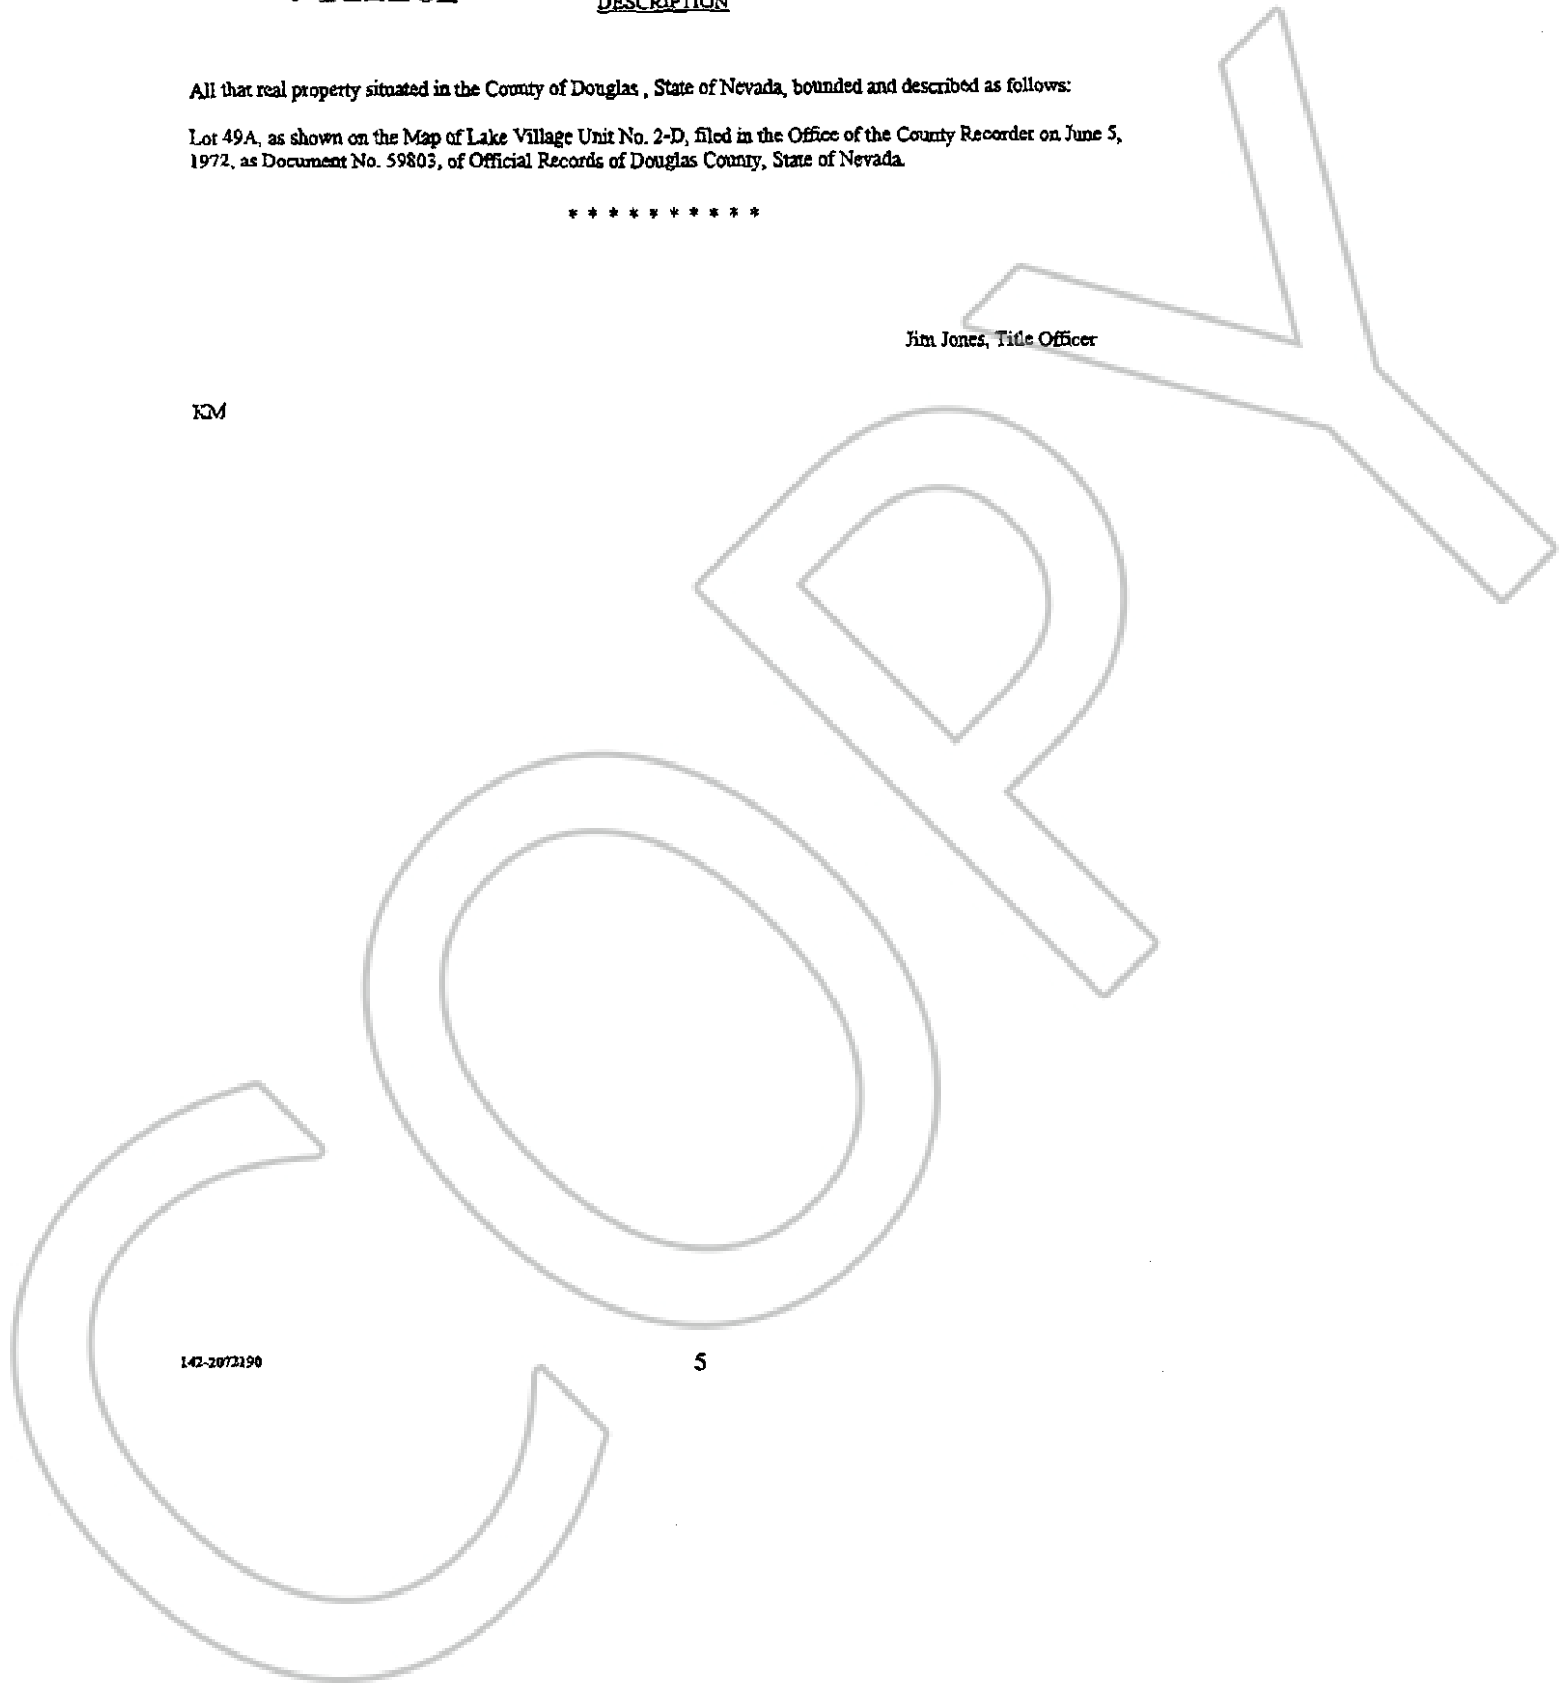 DESCRIPTION
All that real property situated in the County of Douglas , State of Nevada, bounded and described as follows:
Lot 49A, as shown on the Map of Lake Village Unit No. 2-D, filed in the Office of the County Recorder on June 5,
1972, as Document No. 59803, of Official Records of Douglas County, State of Nevada.
* * * * * * * * * *
Jim Jones, Title Officer
KM
COPY
142-2072190
5